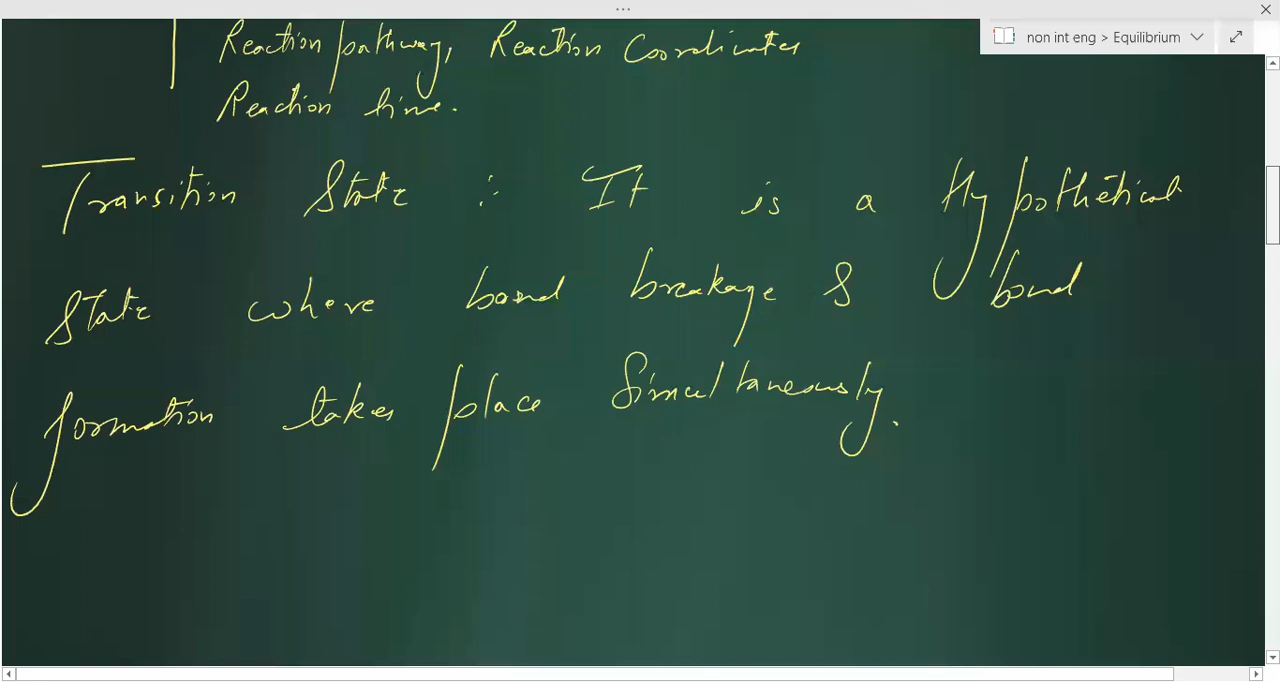 non int eng > Equilibrium
Reaction pathway, Reaction Coordinates
Reaction time.
Transition State : It is a Hypothetical
State where bond breakage & bond
formation takes place Simultaneously.